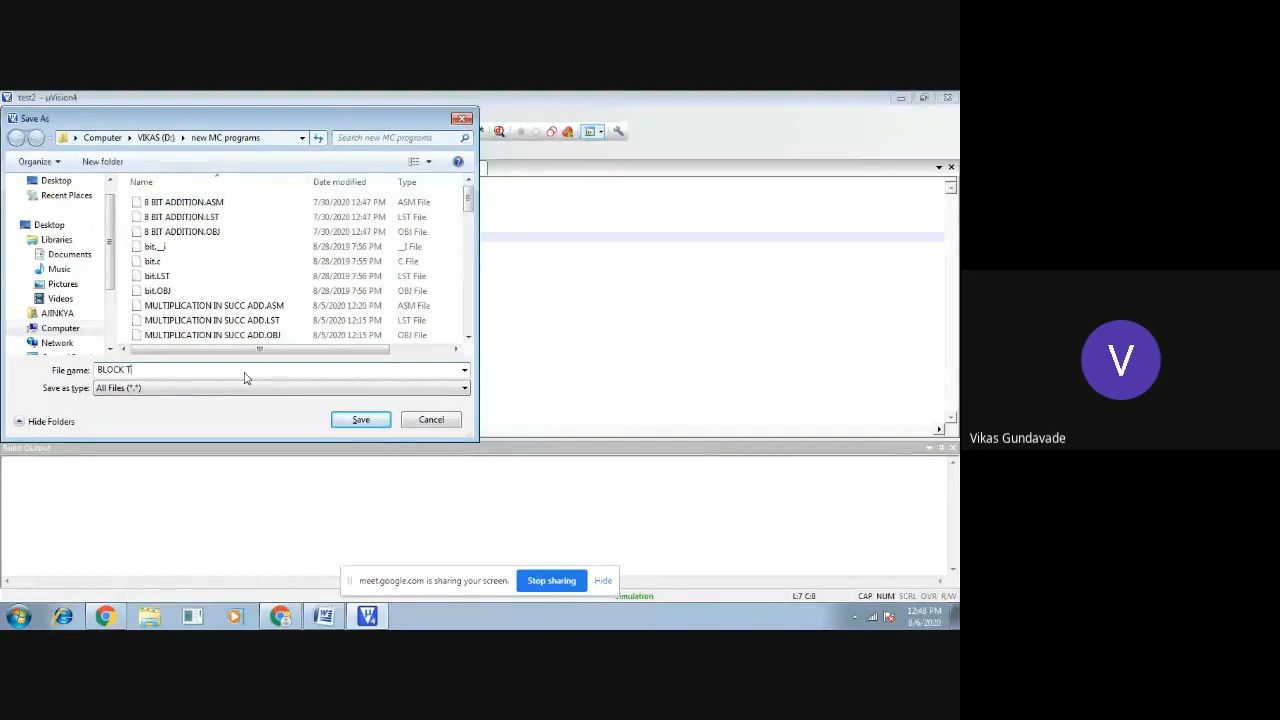 test2 - µVision4
Save As
Computer ▸ VIKAS (D:) ▸ new MC programs
Search new MC programs
Organize
New folder
Name Date modified Type
8 BIT ADDITION.ASM 7/30/2020 12:47 PM ASM File
8 BIT ADDITION.LST 7/30/2020 12:47 PM LST File
8 BIT ADDITION.OBJ 7/30/2020 12:47 PM OBJ File
bit.__i 8/28/2019 7:56 PM __I File
bit.c 8/28/2019 7:55 PM C File
bit.LST 8/28/2019 7:56 PM LST File
bit.OBJ 8/28/2019 7:56 PM OBJ File
MULTIPLICATION IN SUCC ADD.ASM 8/5/2020 12:20 PM ASM File
MULTIPLICATION IN SUCC ADD.LST 8/5/2020 12:15 PM LST File
MULTIPLICATION IN SUCC ADD.OBJ 8/5/2020 12:15 PM OBJ File
Desktop
Recent Places
Desktop
Libraries
Documents
Music
Pictures
Videos
AJINKYA
Computer
Network
File name: BLOCK T
Save as type: All Files (*.*)
Hide Folders
Save
Cancel
Build Output
meet.google.com is sharing your screen.
Stop sharing
Hide
Simulation
L:7 C:8
CAP NUM SCRL OVR R/W
12:48 PM
8/6/2020
V
Vikas Gundavade